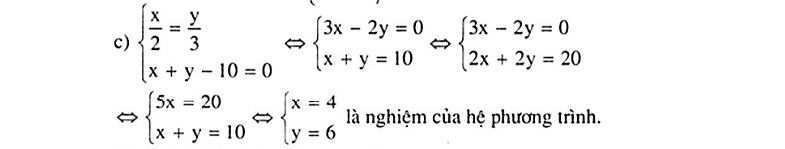 c) { x/2 = y/3 ; x + y − 10 = 0 ⇔ { 3x − 2y = 0 ; x + y = 10 ⇔ { 3x − 2y = 0 ; 2x + 2y = 20
⇔ { 5x = 20 ; x + y = 10 ⇔ { x = 4 ; y = 6 là nghiệm của hệ phương trình.